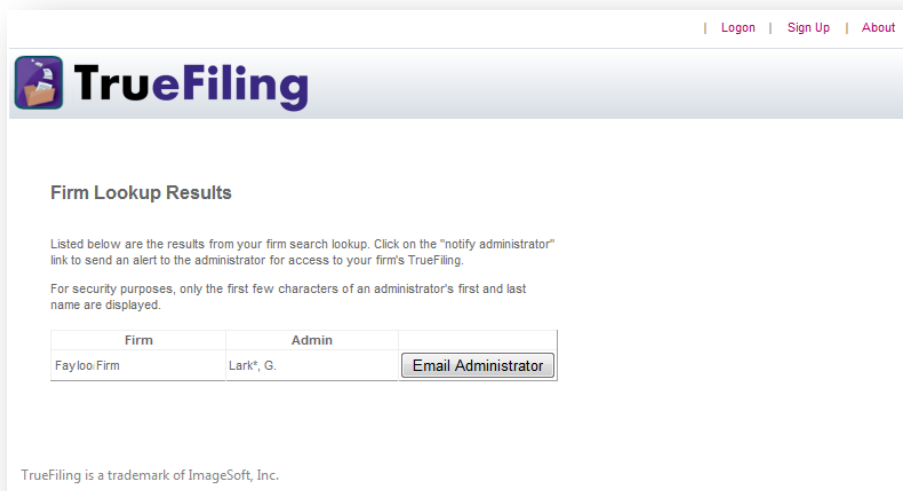 | Logon | Sign Up | About
TrueFiling
Firm Lookup Results
Listed below are the results from your firm search lookup. Click on the "notify administrator"
link to send an alert to the administrator for access to your firm's TrueFiling.
For security purposes, only the first few characters of an administrator's first and last
name are displayed.
Firm Admin
Fayloo Firm Lark*, G. Email Administrator
TrueFiling is a trademark of ImageSoft, Inc.